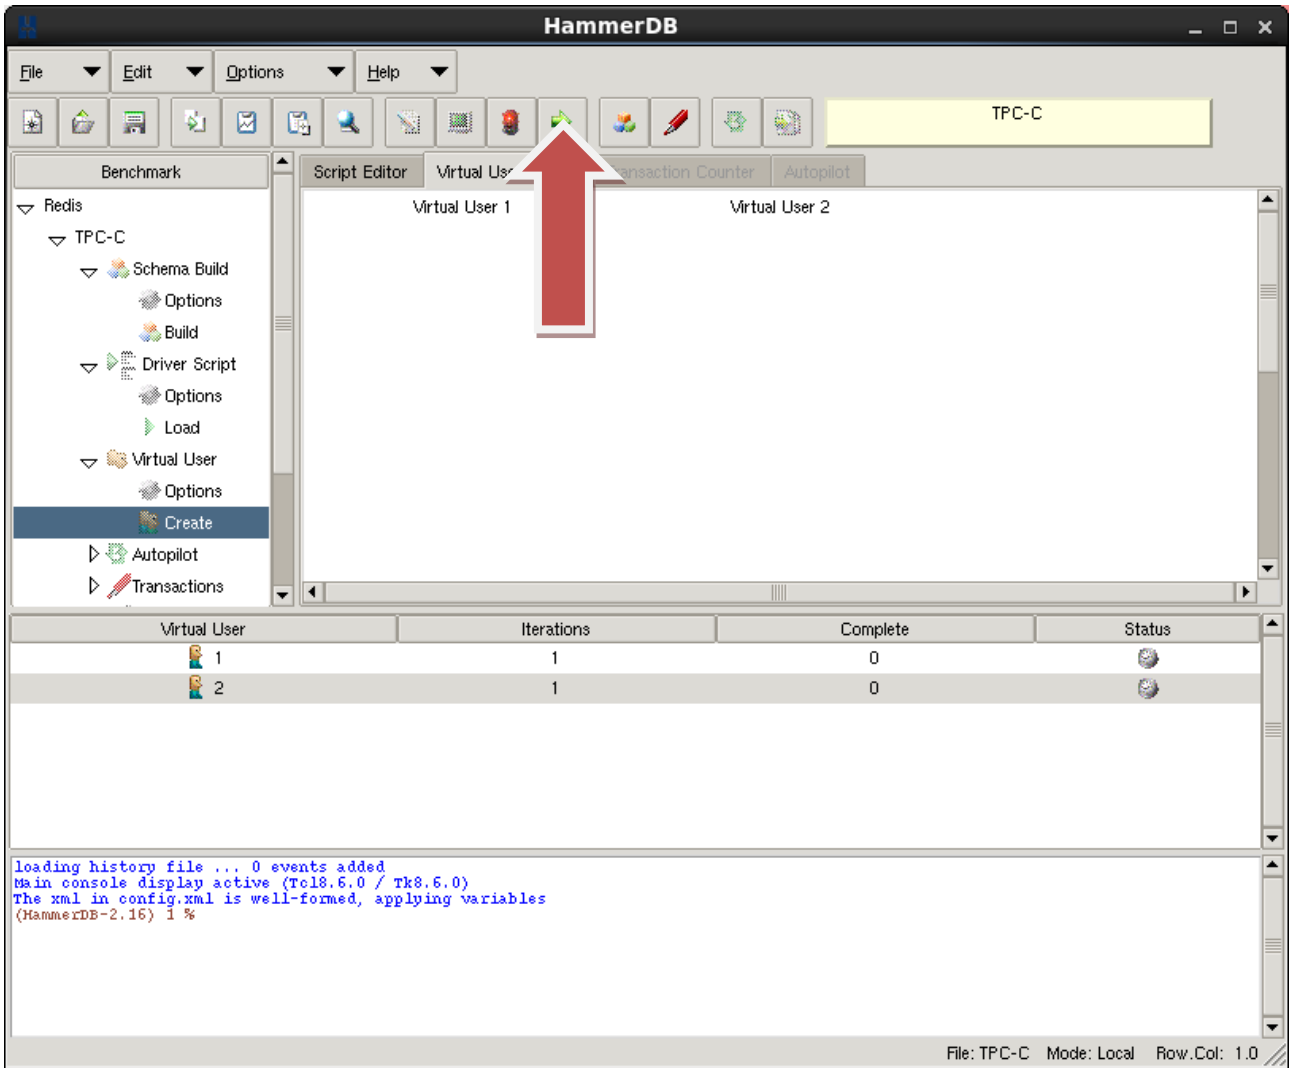 HammerDB
File Edit Options Help
TPC-C
Benchmark
Script Editor Virtual Counter Autopilot
Redis
Virtual User 1 Virtual User 2
TPC-C
Schema Build
Options
Build
Driver Script
Options
Load
Virtual User
Options
Create
Autopilot
Transactions
Virtual User Iterations Complete Status
1 1 0
2 1 0
loading history file ... 0 events added
Main console display active (Tcl8.6.0 / Tk8.6.0)
The xml in config.xml is well-formed, applying variables
(HammerDB-2.16) 1 %
File: TPC-C Mode: Local Row.Col: 1.0